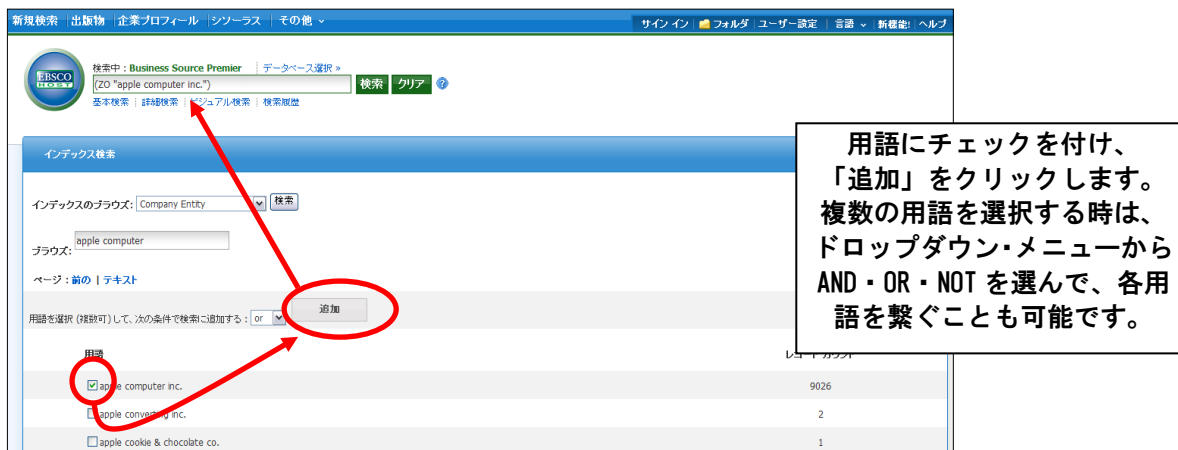 新規検索 出版物 企業プロフィール シソーラス その他
サイン イン フォルダ ユーザー設定 言語 新機能! ヘルプ
EBSCO
HOST
検索中 : Business Source Premier データベース選択 »
(ZO "apple computer inc.") 検索 クリア ?
基本検索 詳細検索 ビジュアル検索 検索履歴
インデックス検索
インデックスのブラウズ: Company Entity 検索
ブラウズ: apple computer
ページ : 前の | テキスト
用語を選択 (複数可) して、次の条件で検索に追加する : or 追加
用語 レコード カウント
apple computer inc. 9026
apple converting inc. 2
apple cookie & chocolate co. 1
用語にチェックを付け、
「追加」をクリックします。
複数の用語を選択する時は、
ドロップダウン・メニューから
AND・OR・NOT を選んで、各用
語を繋ぐことも可能です。